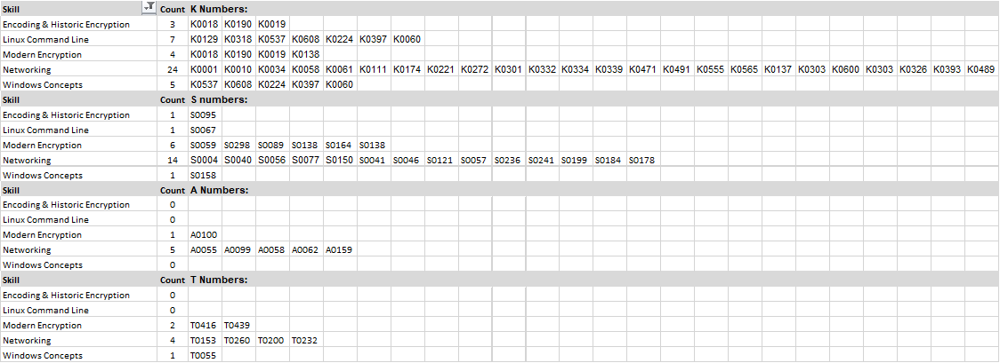 Skill Count K Numbers:
Encoding & Historic Encryption 3 K0018 K0190 K0019
Linux Command Line 7 K0129 K0318 K0537 K0608 K0224 K0397 K0060
Modern Encryption 4 K0018 K0190 K0019 K0138
Networking 24 K0001 K0010 K0034 K0058 K0061 K0111 K0174 K0221 K0272 K0301 K0332 K0334 K0339 K0471 K0491 K0555 K0565 K0137 K0303 K0600 K0303 K0326 K0393 K0489
Windows Concepts 5 K0537 K0608 K0224 K0397 K0060
Skill Count S numbers:
Encoding & Historic Encryption 1 S0095
Linux Command Line 1 S0067
Modern Encryption 6 S0059 S0298 S0089 S0138 S0164 S0138
Networking 14 S0004 S0040 S0056 S0077 S0150 S0041 S0046 S0121 S0057 S0236 S0241 S0199 S0184 S0178
Windows Concepts 1 S0158
Skill Count A Numbers:
Encoding & Historic Encryption 0
Linux Command Line 0
Modern Encryption 1 A0100
Networking 5 A0055 A0099 A0058 A0062 A0159
Windows Concepts 0
Skill Count T Numbers:
Encoding & Historic Encryption 0
Linux Command Line 0
Modern Encryption 2 T0416 T0439
Networking 4 T0153 T0260 T0200 T0232
Windows Concepts 1 T0055